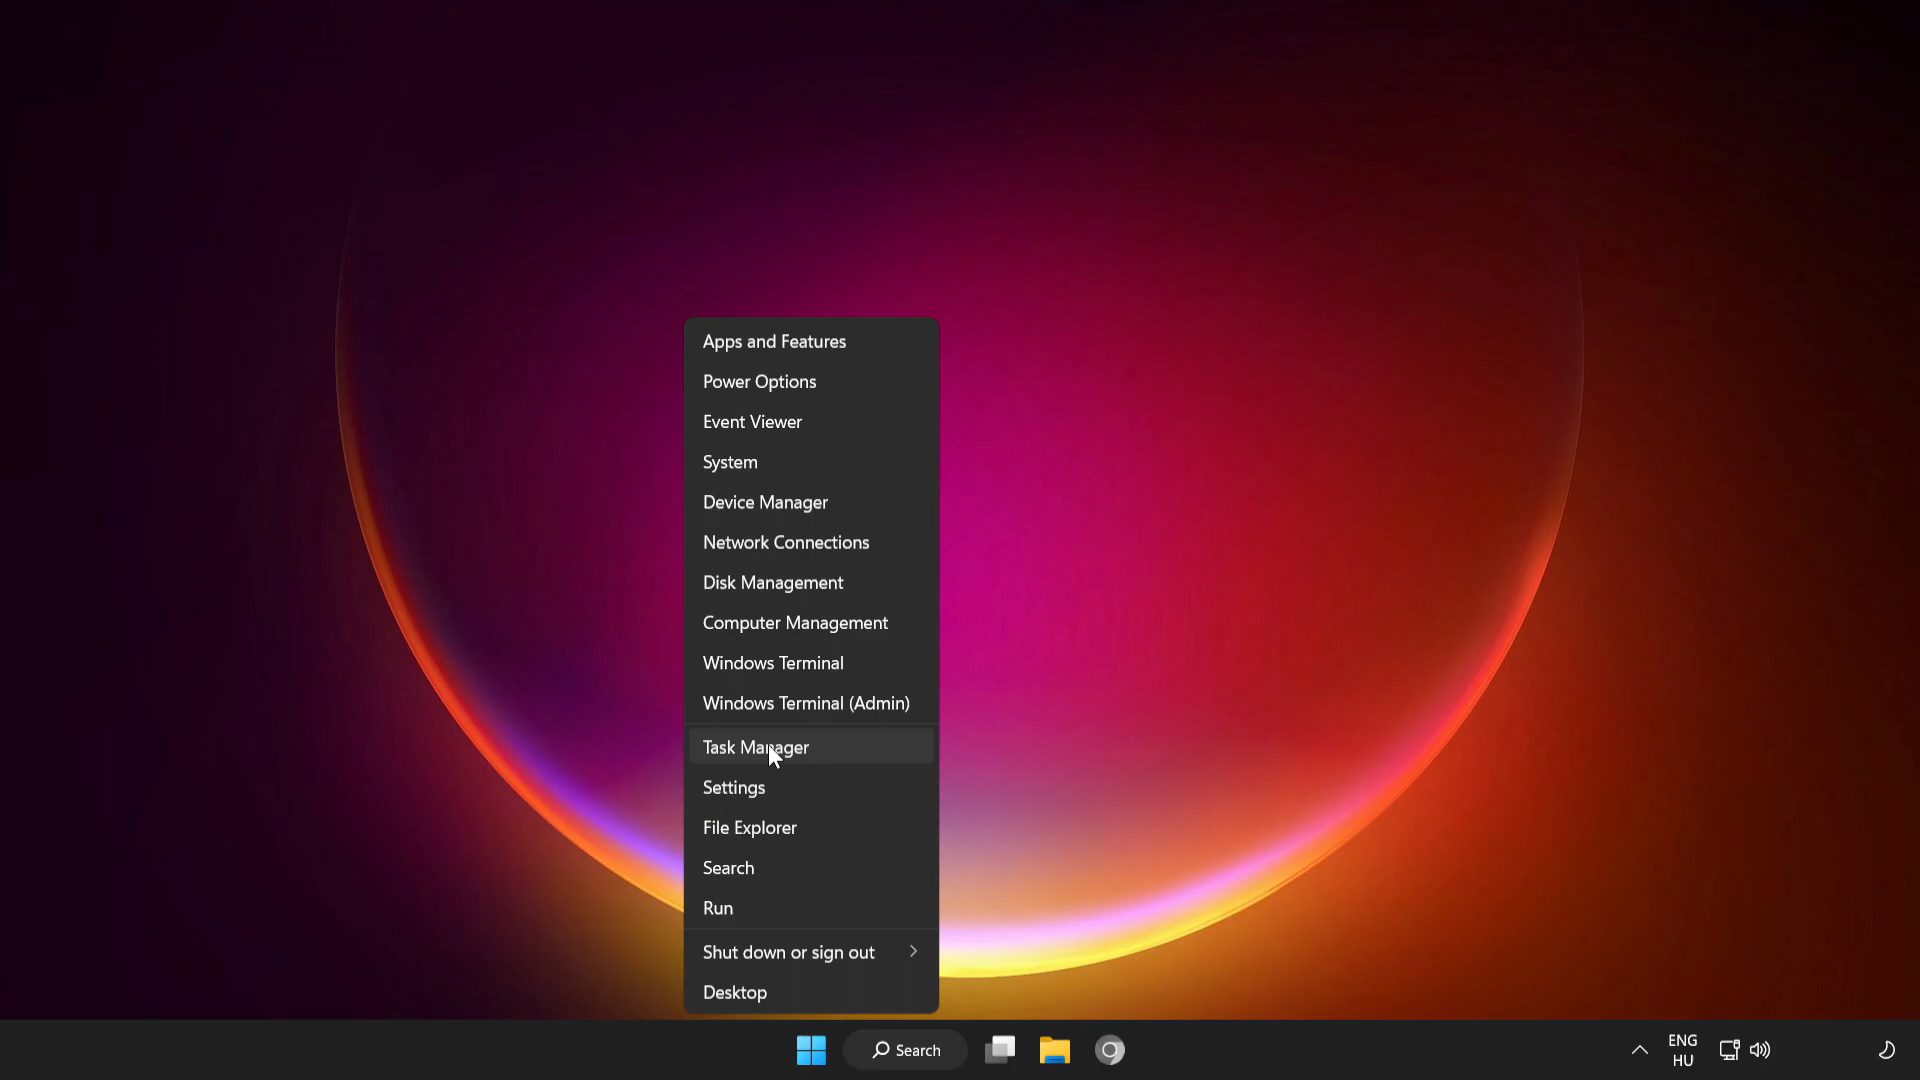 Apps and Features
Power Options
Event Viewer
System
Device Manager
Network Connections
Disk Management
Computer Management
Windows Terminal
Windows Terminal (Admin)
Task Manager
Settings
File Explorer
Search
Run
Shut down or sign out
Desktop
Search
ENG
HU